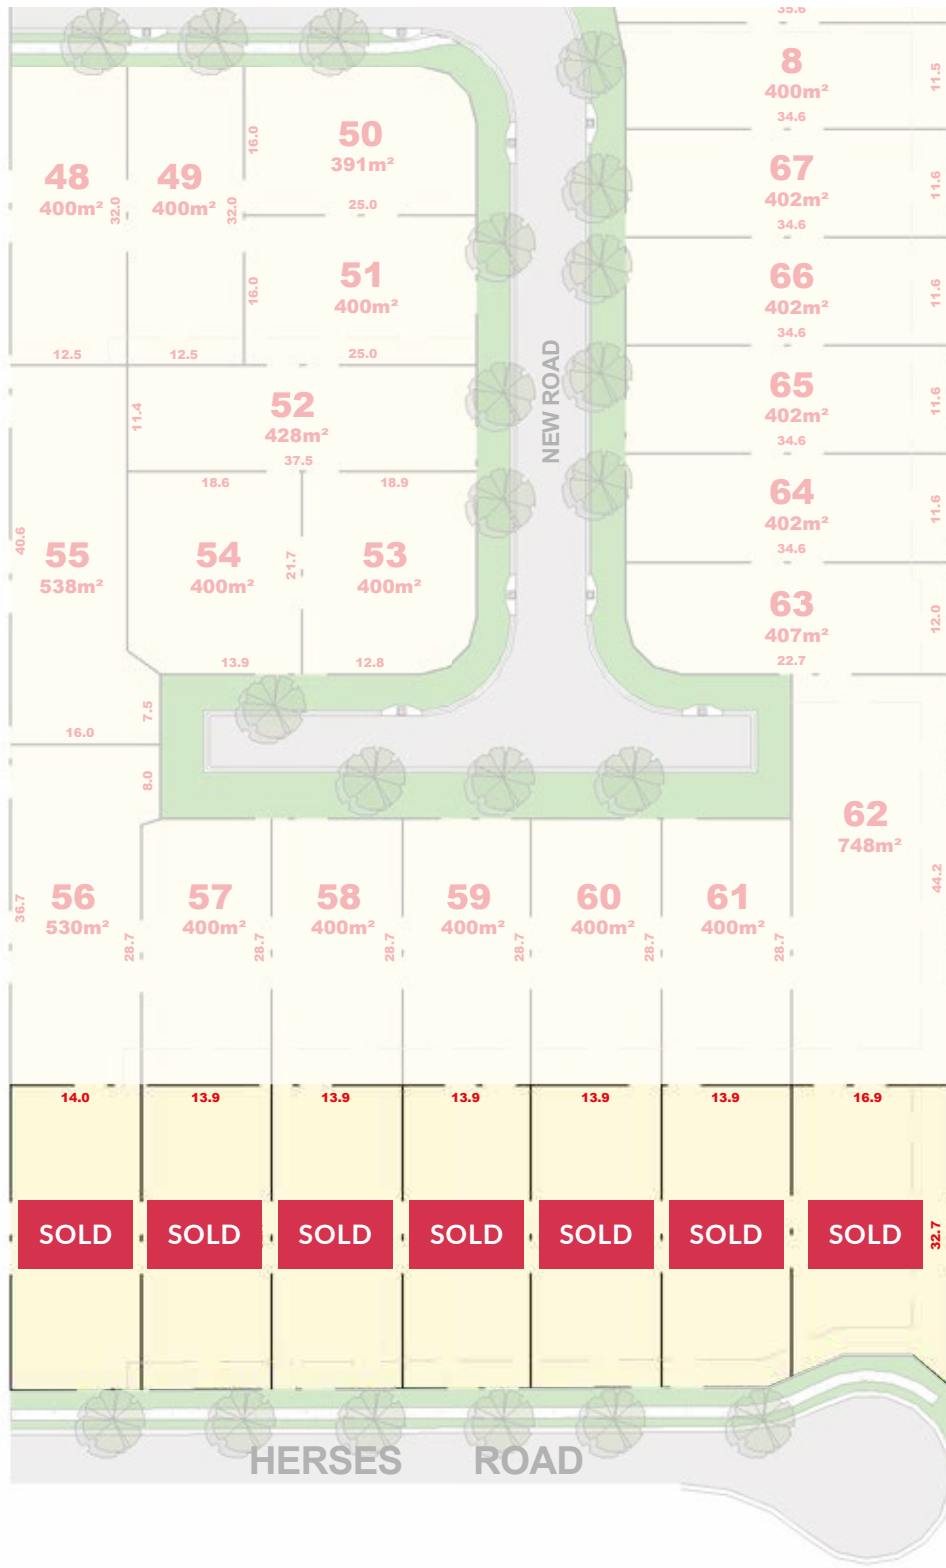 35.6
8
400m²
34.6
11.5
50
391m²
16.0
25.0
48
400m²
32.0
49
400m²
32.0
67
402m²
34.6
11.6
51
400m²
16.0
25.0
66
402m²
34.6
11.6
12.5
12.5
NEW ROAD
52
428m²
37.5
11.4
65
402m²
34.6
11.6
18.6
18.9
64
402m²
34.6
11.6
40.6
55
538m²
54
400m²
21.7
53
400m²
63
407m²
22.7
12.0
13.9
12.8
7.5
16.0
8.0
62
748m²
44.2
36.7
56
530m²
28.7
57
400m²
28.7
58
400m²
59
400m²
28.7
60
400m²
28.7
61
400m²
28.7
14.0
13.9
13.9
13.9
13.9
13.9
16.9
SOLD
SOLD
SOLD
SOLD
SOLD
SOLD
SOLD
32.7
HERSES ROAD